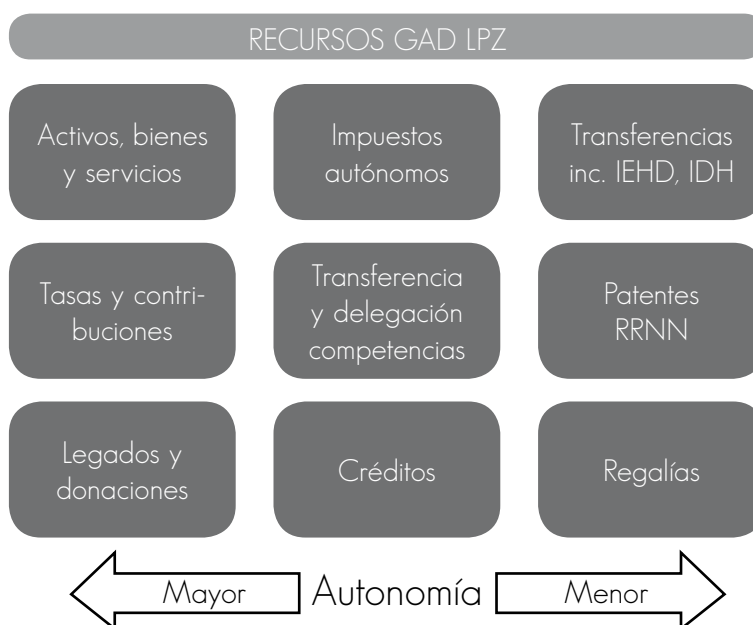 RECURSOS GAD LPZ
Activos, bienes
y servicios
Impuestos
autónomos
Transferencias
inc. IEHD, IDH
Tasas y contri-
buciones
Transferencia
y delegación
competencias
Patentes
RRNN
Legados y
donaciones
Créditos
Regalías
Mayor
Autonomía
Menor